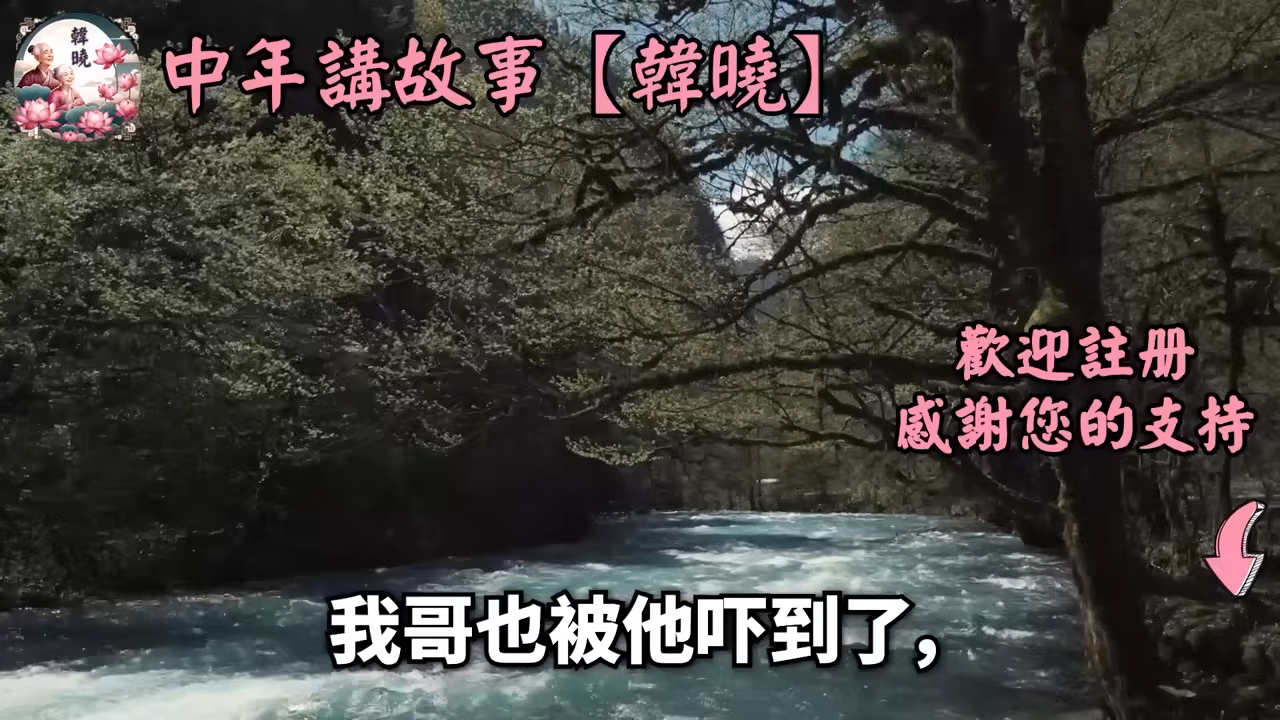 韓曉
中年講故事【韓曉】
歡迎註册
感謝您的支持
我哥也被他吓到了，